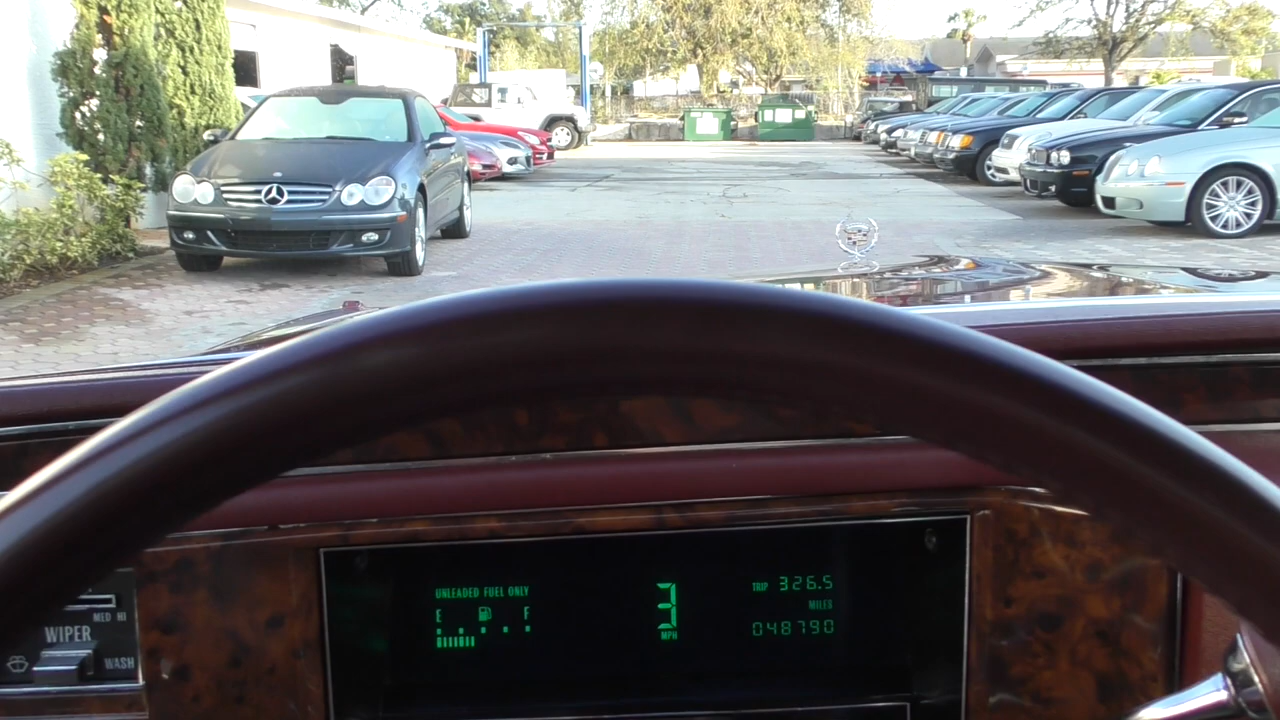 UNLEADED FUEL ONLY
E F
3
MPH
TRIP 326.5
MILES
048790
MED HI
WIPER
WASH